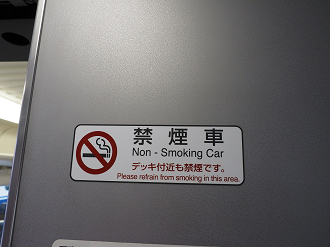 禁煙車
Non - Smoking Car
デッキ付近も禁煙です。
Please refrain from smoking in this area.